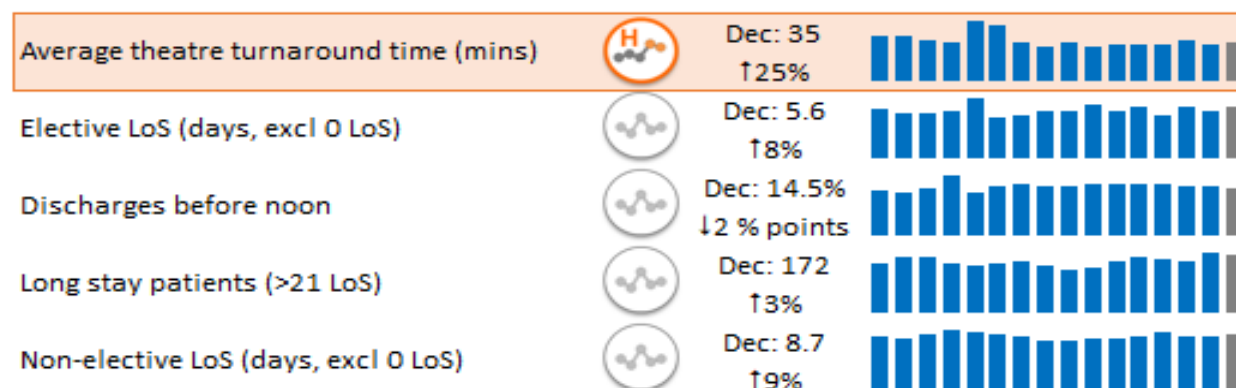 Average theatre turnaround time (mins)
H
Dec: 35
↑25%
Elective LoS (days, excl 0 LoS)
Dec: 5.6
↑8%
Discharges before noon
Dec: 14.5%
↓2 % points
Long stay patients (>21 LoS)
Dec: 172
↑3%
Non-elective LoS (days, excl 0 LoS)
Dec: 8.7
↑9%